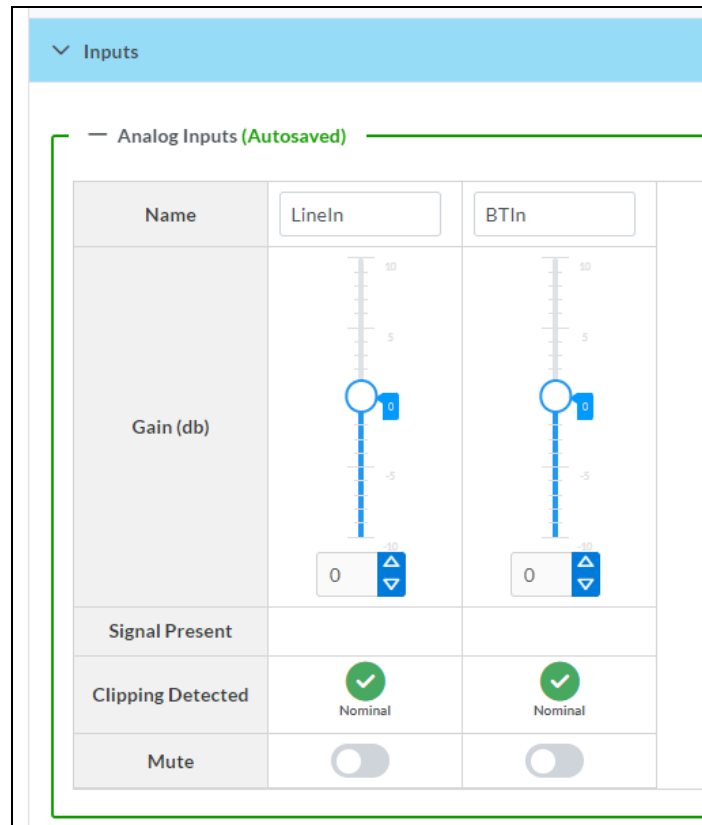 Inputs
Analog Inputs (Autosaved)
Name LineIn BTIn
10 10
5 5
Gain (db) 0 0
-5 -5
-10 -10
0 0
Signal Present
Clipping Detected Nominal Nominal
Mute